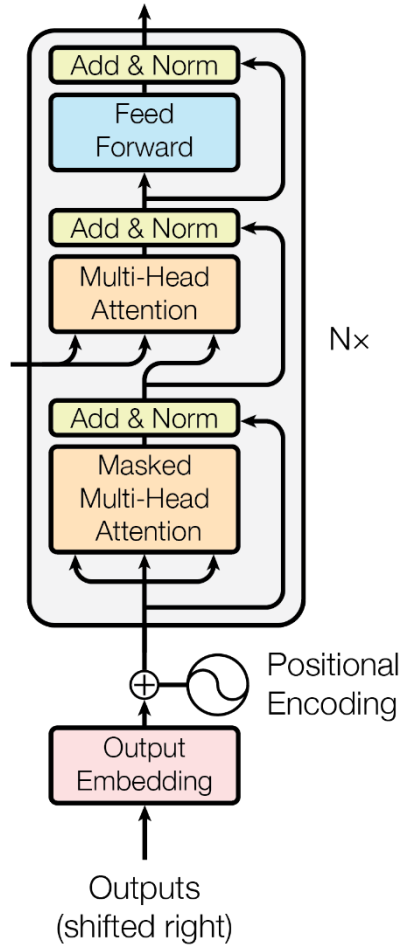 Add & Norm
Feed
Forward
Add & Norm
Multi-Head
Attention
N×
Add & Norm
Masked
Multi-Head
Attention
Positional
Encoding
Output
Embedding
Outputs
(shifted right)